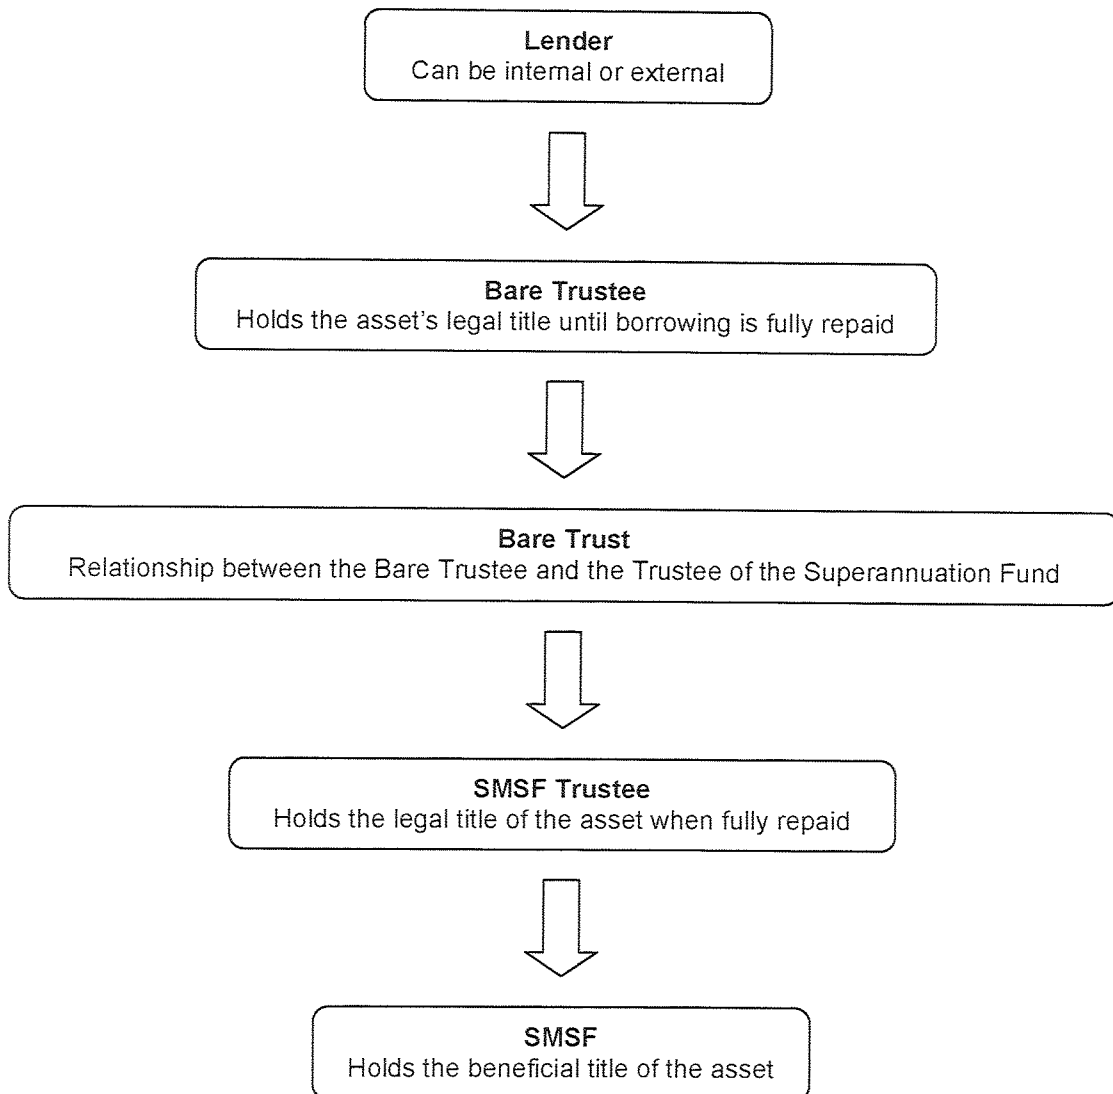 Lender
Can be internal or external
Bare Trustee
Holds the asset's legal title until borrowing is fully repaid
Bare Trust
Relationship between the Bare Trustee and the Trustee of the Superannuation Fund
SMSF Trustee
Holds the legal title of the asset when fully repaid
SMSF
Holds the beneficial title of the asset